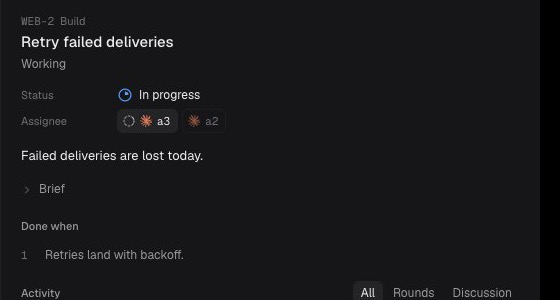 WEB-2 Build
Retry failed deliveries
Working
Status In progress
Assignee a3 a2
Failed deliveries are lost today.
Brief
Done when
1 Retries land with backoff.
Activity All Rounds Discussion